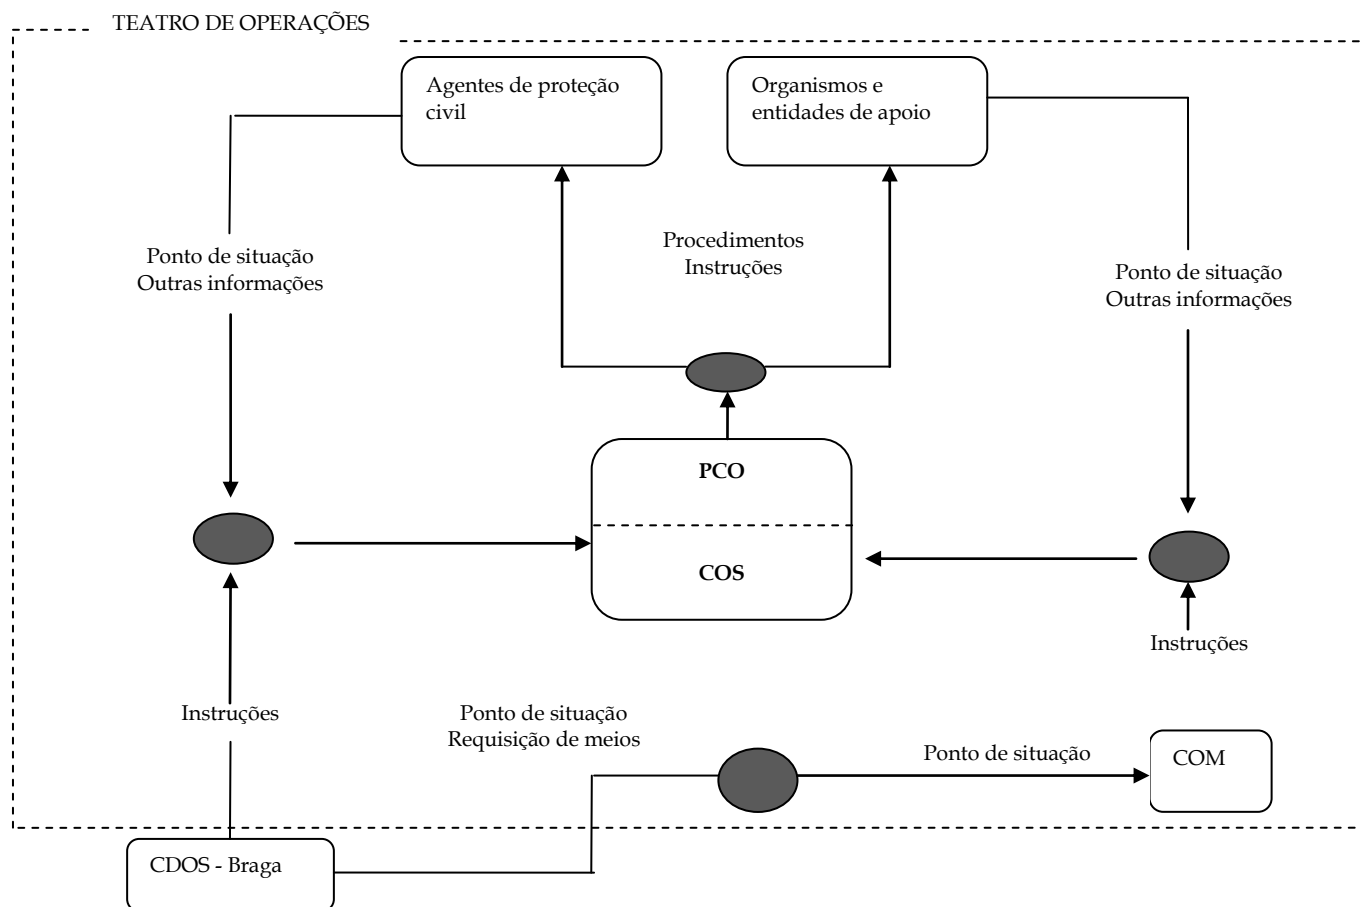 TEATRO DE OPERAÇÕES
Agentes de proteção
civil
Organismos e
entidades de apoio
Procedimentos
Instruções
Ponto de situação
Outras informações
Ponto de situação
Outras informações
PCO
COS
Instruções
Instruções
Ponto de situação
Requisição de meios
Ponto de situação
COM
CDOS - Braga